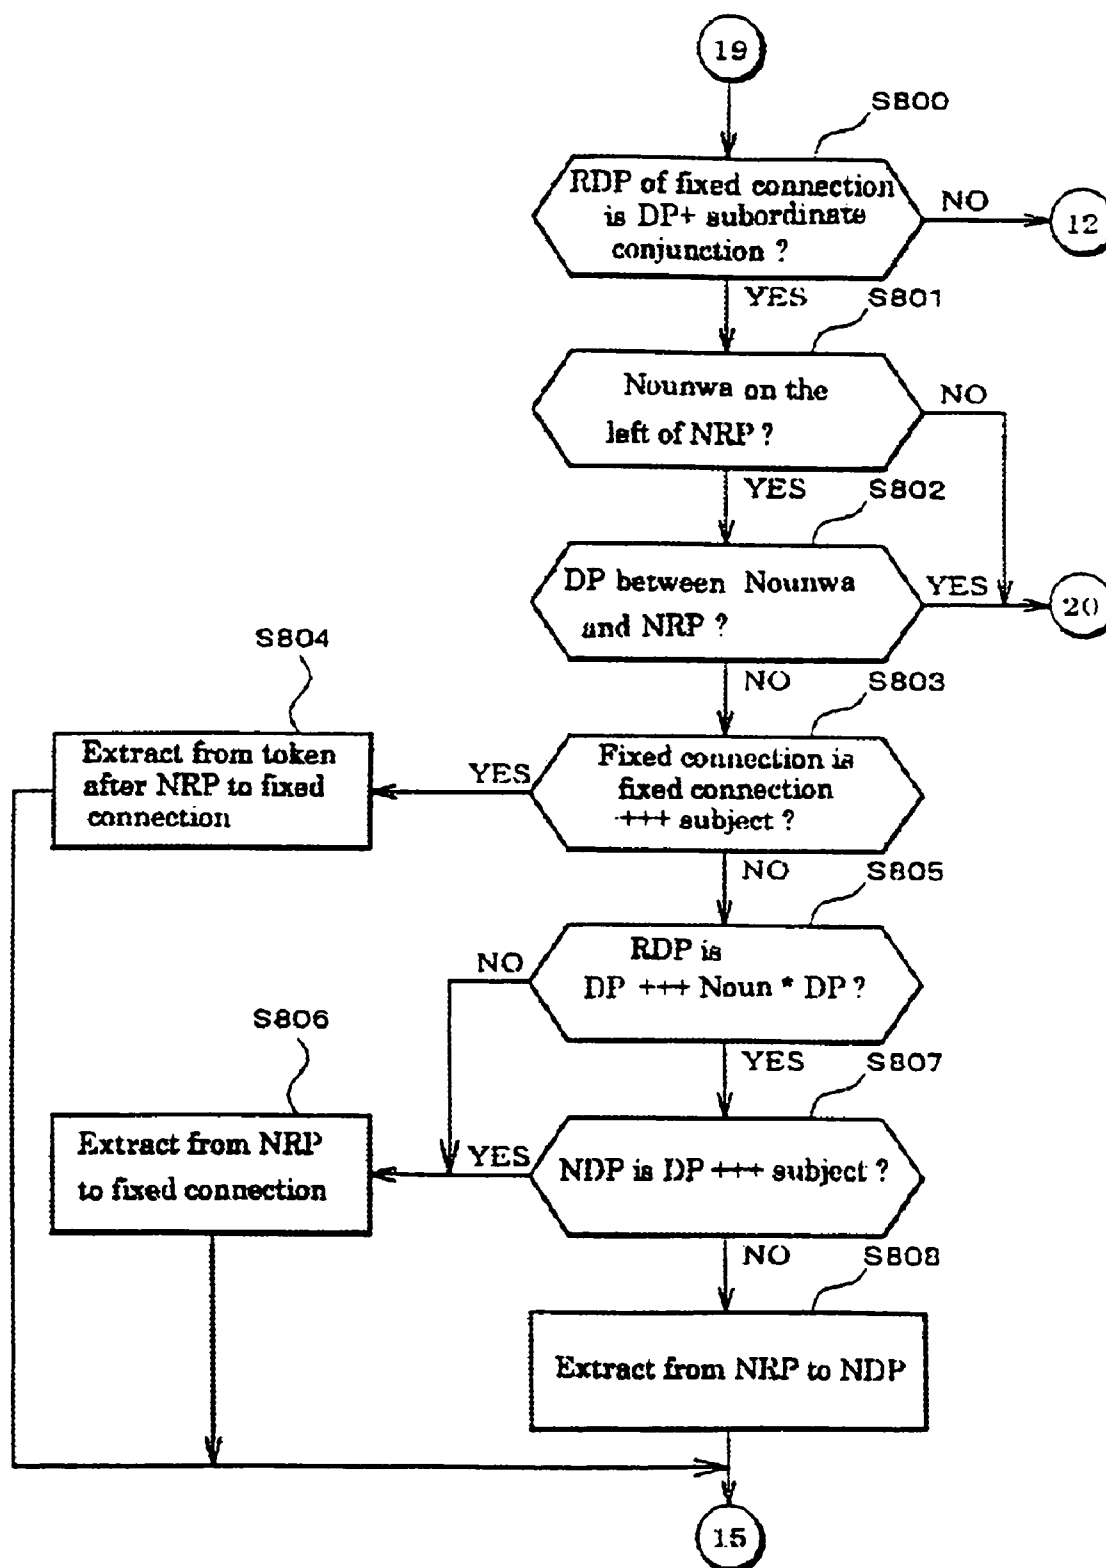 19
S800
RDP of fixed connection
is DP+ subordinate
conjunction ?
NO
12
YES
S801
Nounwa on the
left of NRP ?
NO
YES
S802
DP between Nounwa
and NRP ?
YES
20
NO
S803
S804
Fixed connection is
fixed connection
+++ subject ?
YES
Extract from token
after NRP to fixed
connection
NO
S805
RDP is
DP +++ Noun * DP ?
NO
YES
S806
S807
NDP is DP +++ subject ?
YES
Extract from NRP
to fixed connection
NO
S808
Extract from NRP to NDP
15